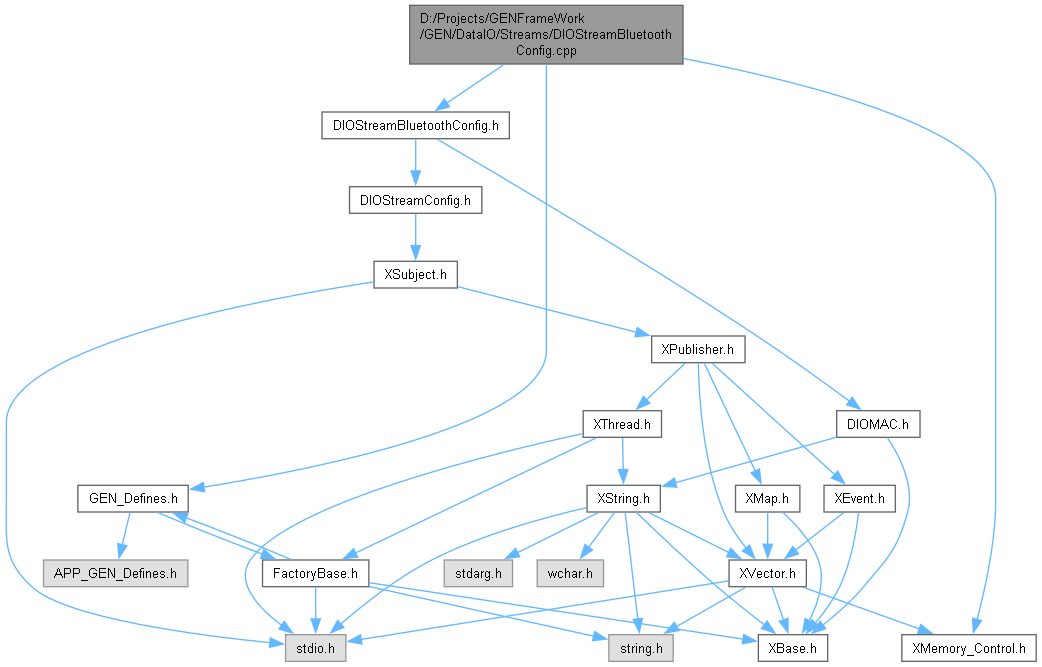 D:/Projects/GENFrameWork
/GEN/DataIO/Streams/DIOStreamBluetooth
Config.cpp
DIOStreamBluetoothConfig.h
DIOStreamConfig.h
XSubject.h
XPublisher.h
XThread.h
DIOMAC.h
GEN_Defines.h
XString.h
XMap.h
XEvent.h
APP_GEN_Defines.h
FactoryBase.h
stdarg.h
wchar.h
XVector.h
stdio.h
string.h
XBase.h
XMemory_Control.h